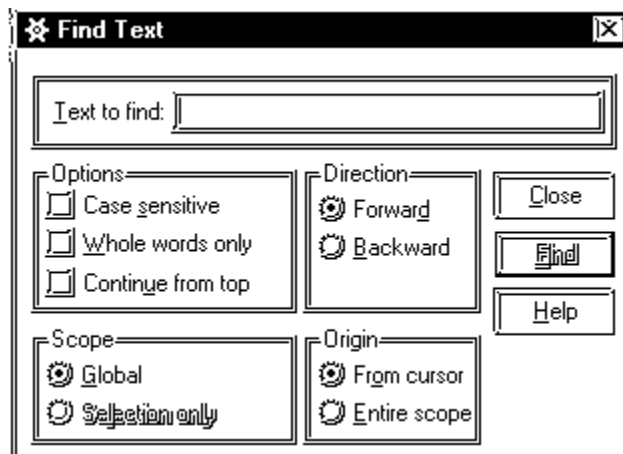 Find Text
Text to find:
Options
Case sensitive
Whole words only
Continue from top
Direction
Forward
Backward
Close
Find
Help
Scope
Global
Selection only
Origin
From cursor
Entire scope